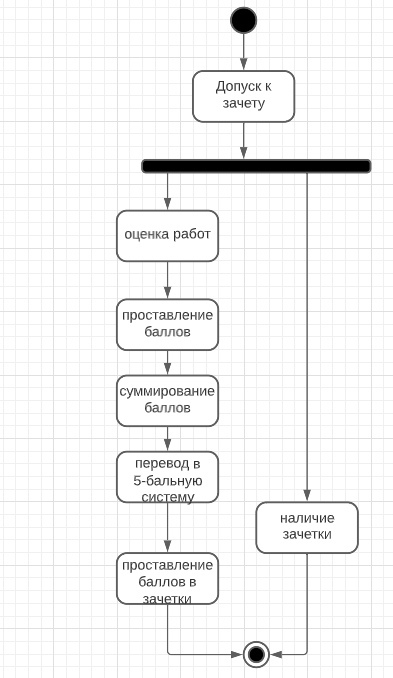 Допуск к
зачету
оценка работ
проставление
баллов
суммирование
баллов
перевод в
5-бальную
систему
наличие
зачетки
проставление
баллов в
зачетки